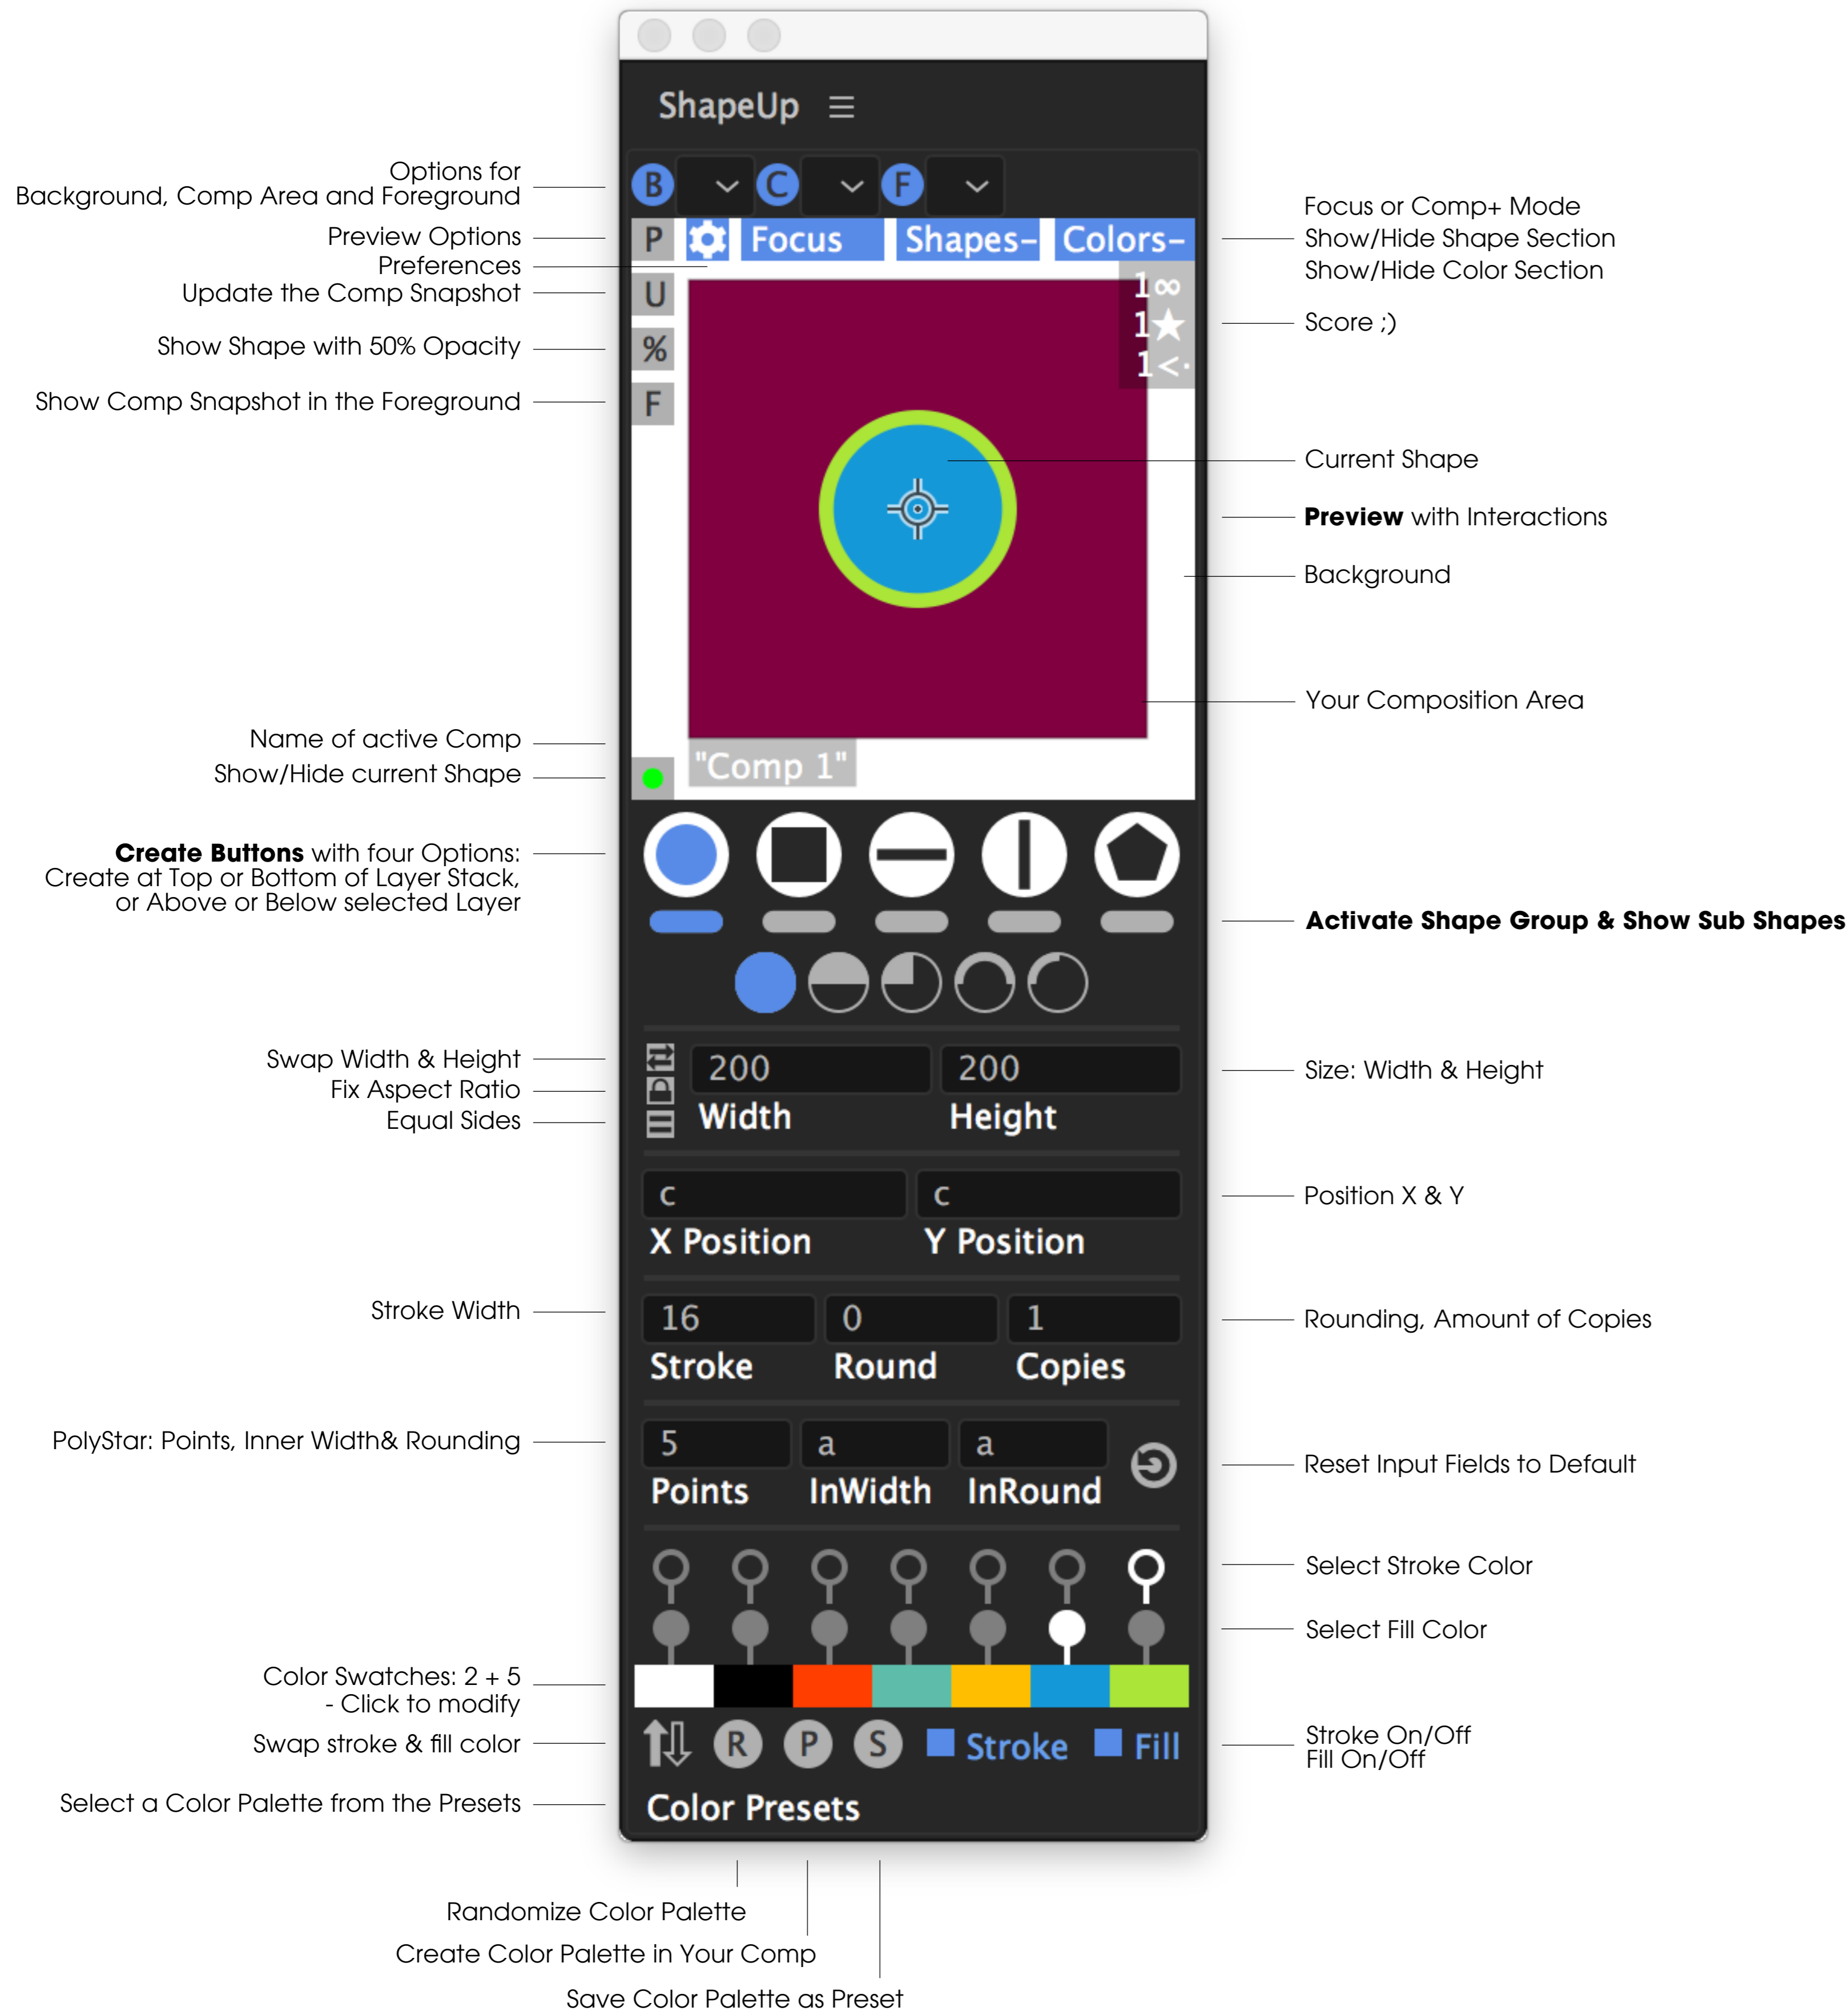 ShapeUp ☰
Options for
Background, Comp Area and Foreground
B C F
Focus or Comp+ Mode
Preview Options
P Focus Shapes- Colors-
Show/Hide Shape Section
Preferences
Show/Hide Color Section
Update the Comp Snapshot
U
1∞
1★
Score ;)
Show Shape with 50% Opacity
%
1<·
Show Comp Snapshot in the Foreground
F
Current Shape
Preview with Interactions
Background
Your Composition Area
Name of active Comp
"Comp 1"
Show/Hide current Shape
Create Buttons with four Options:
Create at Top or Bottom of Layer Stack,
or Above or Below selected Layer
Activate Shape Group & Show Sub Shapes
Swap Width & Height
200 200
Size: Width & Height
Fix Aspect Ratio
Equal Sides
Width Height
c c
Position X & Y
X Position Y Position
Stroke Width
16 0 1
Rounding, Amount of Copies
Stroke Round Copies
PolyStar: Points, Inner Width& Rounding
5 a a
Reset Input Fields to Default
Points InWidth InRound
Select Stroke Color
Select Fill Color
Color Swatches: 2 + 5
- Click to modify
Swap stroke & fill color
R P S Stroke Fill
Stroke On/Off
Fill On/Off
Select a Color Palette from the Presets
Color Presets
Randomize Color Palette
Create Color Palette in Your Comp
Save Color Palette as Preset